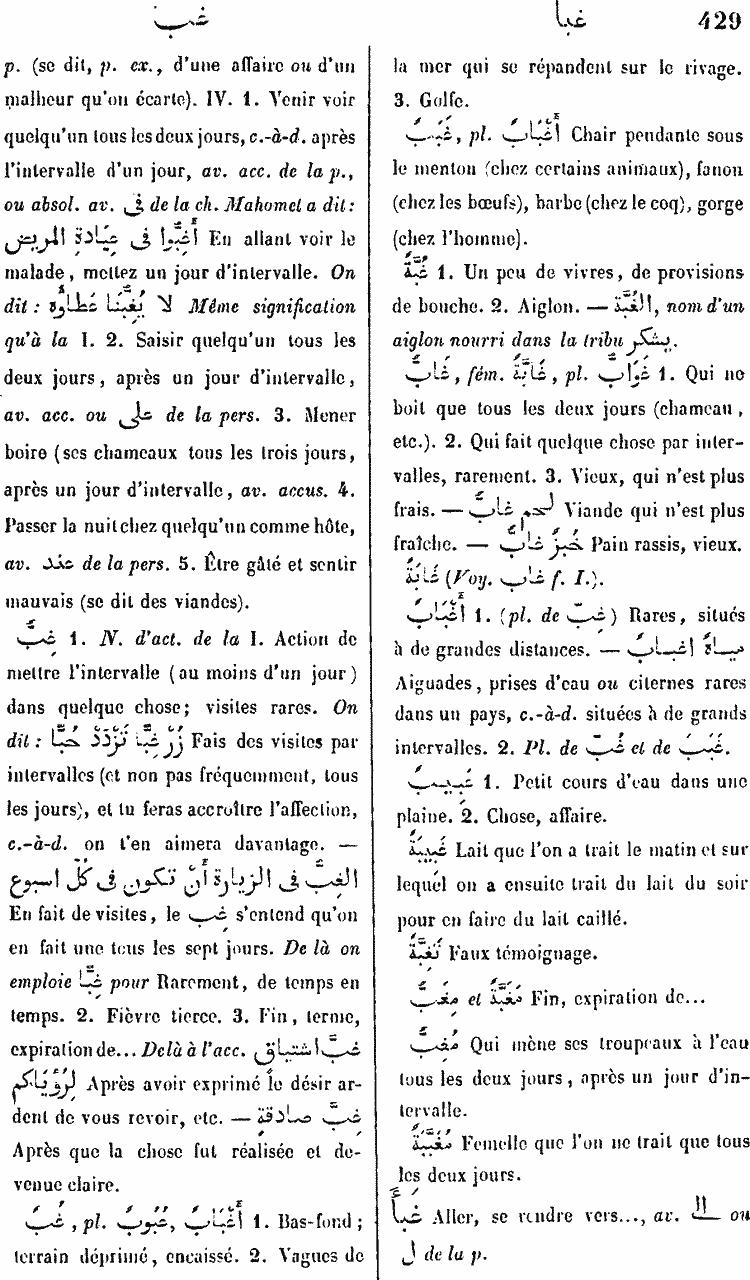 غبّ
غبأ
429
p. (se dit, p. ex., d'une affaire ou d'un
malheur qu'on écarte). IV. 1. Venir voir
quelqu'un tous les deux jours, c.-à-d. après
l'intervalle d'un jour, av. acc. de la p.,
ou absol. av. فى de la ch. Mahomet a dit:
أَغِبُّوا فى عِيَادَةِ المريض En allant voir le
malade, mettez un jour d'intervalle. On
dit : لا يُغِبُّنَا عَطاوُهُ Même signification
qu'à la I. 2. Saisir quelqu'un tous les
deux jours, après un jour d'intervalle,
av. acc. ou على de la pers. 3. Mener
boire (ses chameaux tous les trois jours,
après un jour d'intervalle, av. accus. 4.
Passer la nuit chez quelqu'un comme hôte,
av. عند de la pers. 5. Être gâté et sentir
mauvais (se dit des viandes).
غِبٌّ 1. N. d'act. de la I. Action de
mettre l'intervalle (au moins d'un jour)
dans quelque chose; visites rares. On
dit : زُرْ غِبًّا تَزْدَدْ حُبًّا Fais des visites par
intervalles (et non pas fréquemment, tous
les jours), et tu feras accroître l'affection,
c.-à-d. on t'en aimera davantage. —
الغِبُّ فى الزيارة أَنْ تكون فى كُلّ اسبوع
En fait de visites, le غِب s'entend qu'on
en fait une tous les sept jours. De là on
emploie غِبًّا pour Rarement, de temps en
temps. 2. Fièvre tierce. 3. Fin, terme,
expiration de... De là à l'acc. غِبَّ اشتياق
لِرُؤْيَاكم Après avoir exprimé le désir ar-
dent de vous revoir, etc. — غِبَّ صادقة
Après que la chose fut réalisée et de-
venue claire.
غُبٌّ, pl. أَغْبَابٌ, غُبُوبٌ 1. Bas-fond;
terrain déprimé, encaissé. 2. Vagues de
la mer qui se répandent sur le rivage.
3. Golfe.
غَبَبٌ, pl. أَغْبَابٌ Chair pendante sous
le menton (chez certains animaux), fanon
(chez les bœufs), barbe (chez le coq), gorge
(chez l'homme).
غُبَّةٌ 1. Un peu de vivres, de provisions
de bouche. 2. Aiglon. — الغُبَّة, nom d'un
aiglon nourri dans la tribu يشكر.
غَابٌّ, fém. غَابَّةٌ, pl. غَوَابُّ 1. Qui ne
boit que tous les deux jours (chameau,
etc.). 2. Qui fait quelque chose par inter-
valles, rarement. 3. Vieux, qui n'est plus
frais. — لحم غابٌّ Viande qui n'est plus
fraîche. — خُبْزٌ غابٌّ Pain rassis, vieux.
غَابَةٌ (Voy. غاب f. I.).
أَغْبَابٌ 1. (pl. de غِبّ) Rares, situés
à de grandes distances. — مياهٌ اغبابٌ
Aiguades, prises d'eau ou citernes rares
dans un pays, c.-à-d. situées à de grands
intervalles. 2. Pl. de غُبّ et de غَبَب.
غَبِيبٌ 1. Petit cours d'eau dans une
plaine. 2. Chose, affaire.
غَبِيبَةٌ Lait que l'on a trait le matin et sur
lequel on a ensuite trait du lait du soir
pour en faire du lait caillé.
تَغِبَّةٌ Faux témoignage.
مَغَبٌّ et مَغَبَّةٌ Fin, expiration de...
مُغِبٌّ Qui mène ses troupeaux à l'eau
tous les deux jours, après un jour d'in-
tervalle.
مُغَبَّبَةٌ Femelle que l'on ne trait que tous
les deux jours.
غَبَأَ Aller, se rendre vers..., av. الى ou
ل de la p.